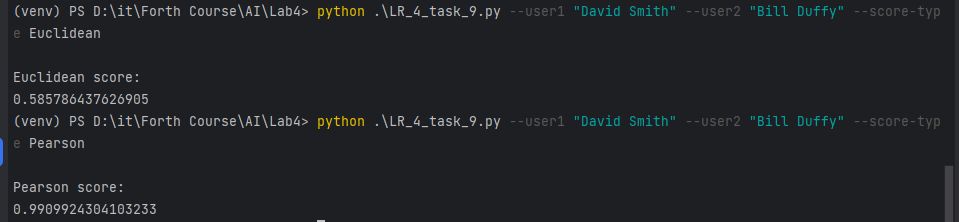 (venv) PS D:\it\Forth Course\AI\Lab4> python .\LR_4_task_9.py --user1 "David Smith" --user2 "Bill Duffy" --score-typ
e Euclidean
Euclidean score:
0.585786437626905
(venv) PS D:\it\Forth Course\AI\Lab4> python .\LR_4_task_9.py --user1 "David Smith" --user2 "Bill Duffy" --score-typ
e Pearson
Pearson score:
0.9909924304103233